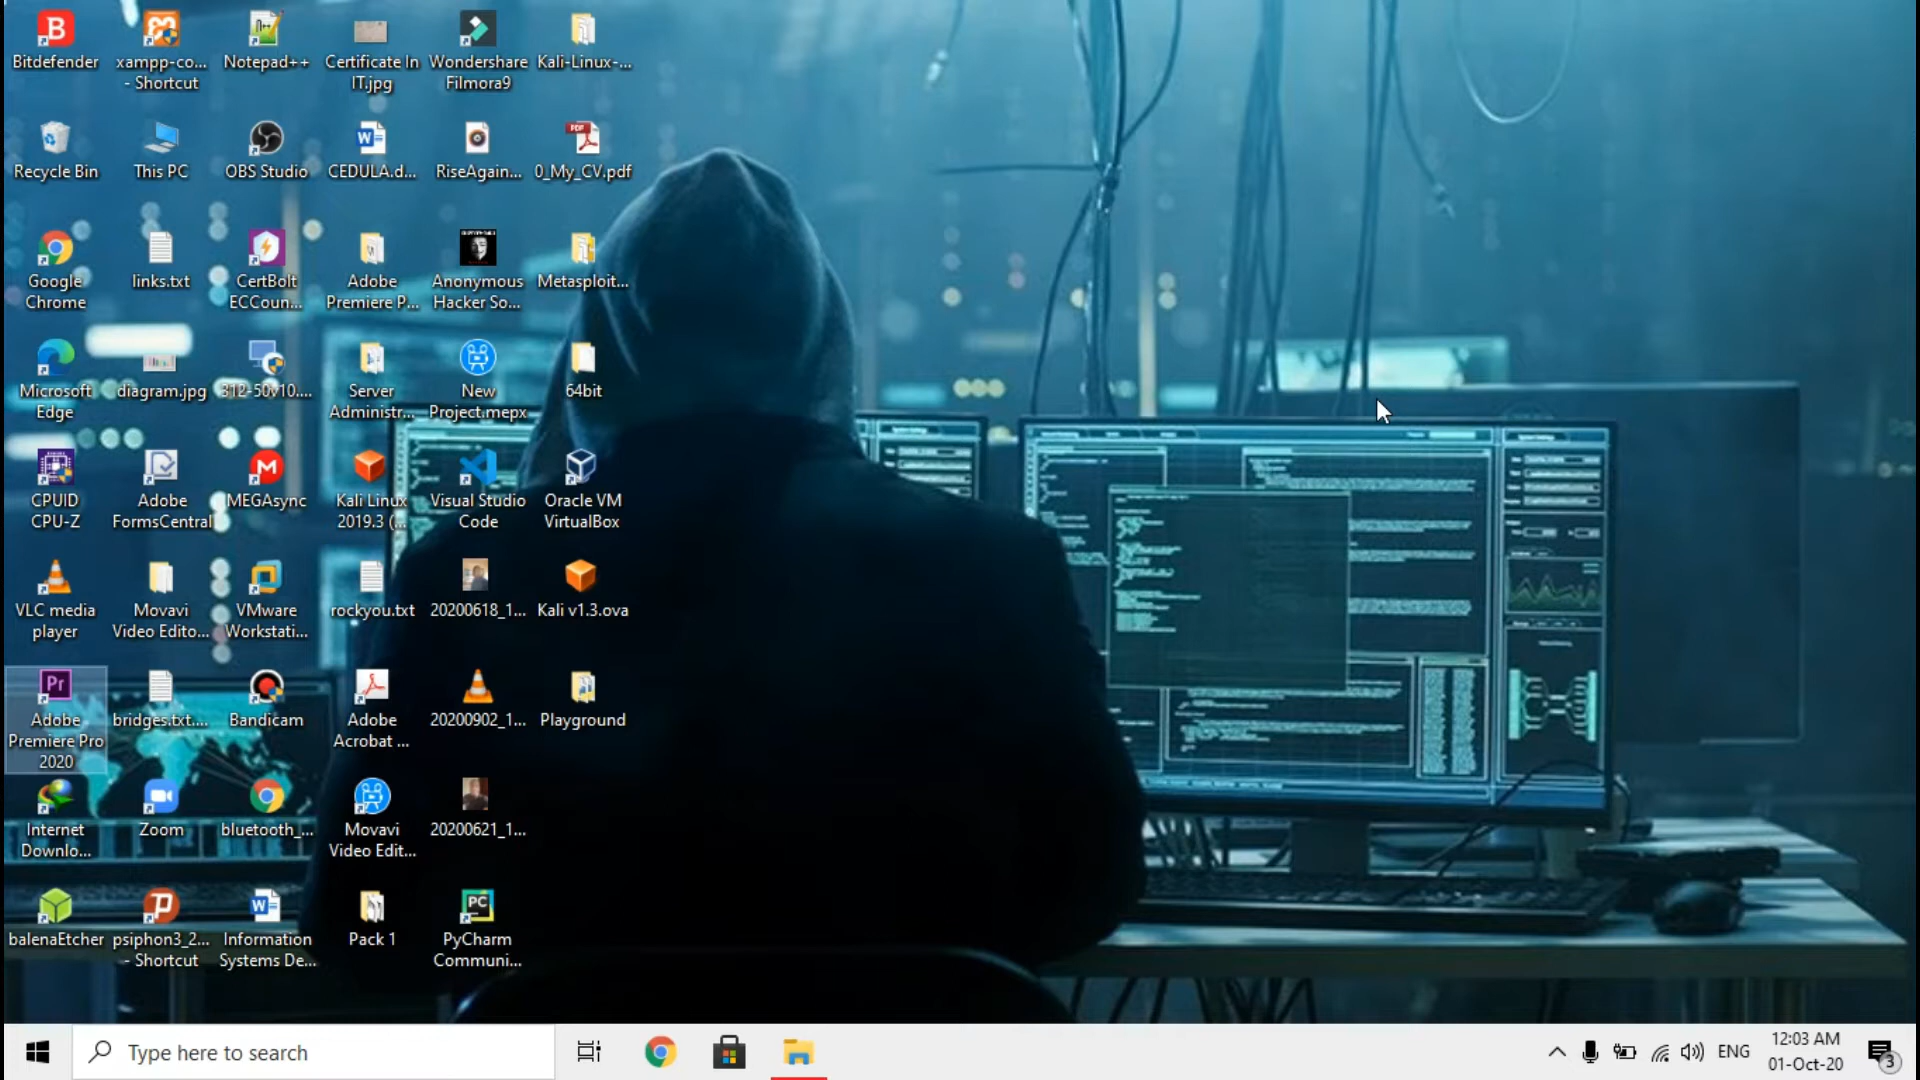 Bitdefender
xampp-co...
- Shortcut
Notepad++
Certificate In
IT.jpg
Wondershare
Filmora9
Kali-Linux-...
Recycle Bin
This PC
OBS Studio
CEDULA.d...
RiseAgain...
0_My_CV.pdf
Google
Chrome
links.txt
CertBolt
ECCoun...
Adobe
Premiere P...
Anonymous
Hacker So...
Metasploit...
Microsoft
Edge
diagram.jpg
312-50v10....
Server
Administr...
New
Project.mepx
64bit
CPUID
CPU-Z
Adobe
FormsCentral
MEGAsync
Kali Linux
2019.3 (...
Visual Studio
Code
Oracle VM
VirtualBox
VLC media
player
Movavi
Video Edito...
VMware
Workstati...
rockyou.txt
20200618_1...
Kali v1.3.ova
Adobe
Premiere Pro
2020
bridges.txt....
Bandicam
Adobe
Acrobat ...
20200902_1...
Playground
Internet
Downlo...
Zoom
bluetooth_...
Movavi
Video Edit...
20200621_1...
balenaEtcher
psiphon3_2...
- Shortcut
Information
Systems De...
Pack 1
PyCharm
Communi...
Type here to search
ENG
12:03 AM
01-Oct-20
3